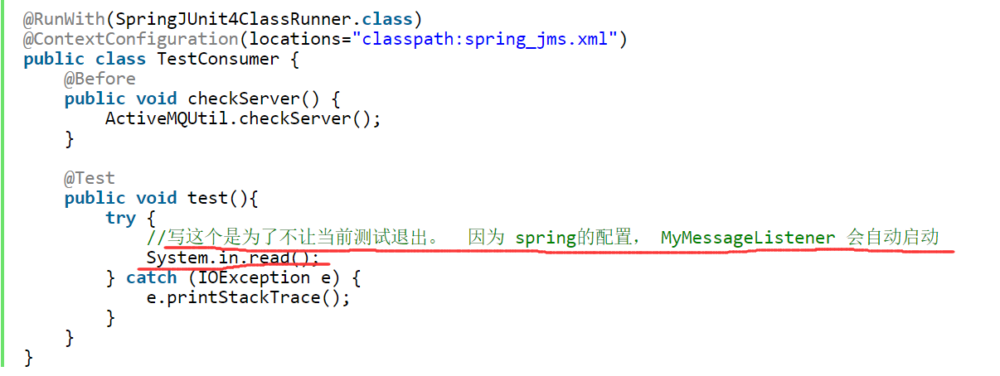 @RunWith(SpringJUnit4ClassRunner.class)
@ContextConfiguration(locations="classpath:spring_jms.xml")
public class TestConsumer {
    @Before
    public void checkServer() {
        ActiveMQUtil.checkServer();
    }

    @Test
    public void test(){
        try {
            //写这个是为了不让当前测试退出。  因为 spring的配置， MyMessageListener 会自动启动
            System.in.read();
        } catch (IOException e) {
            e.printStackTrace();
        }
    }
}